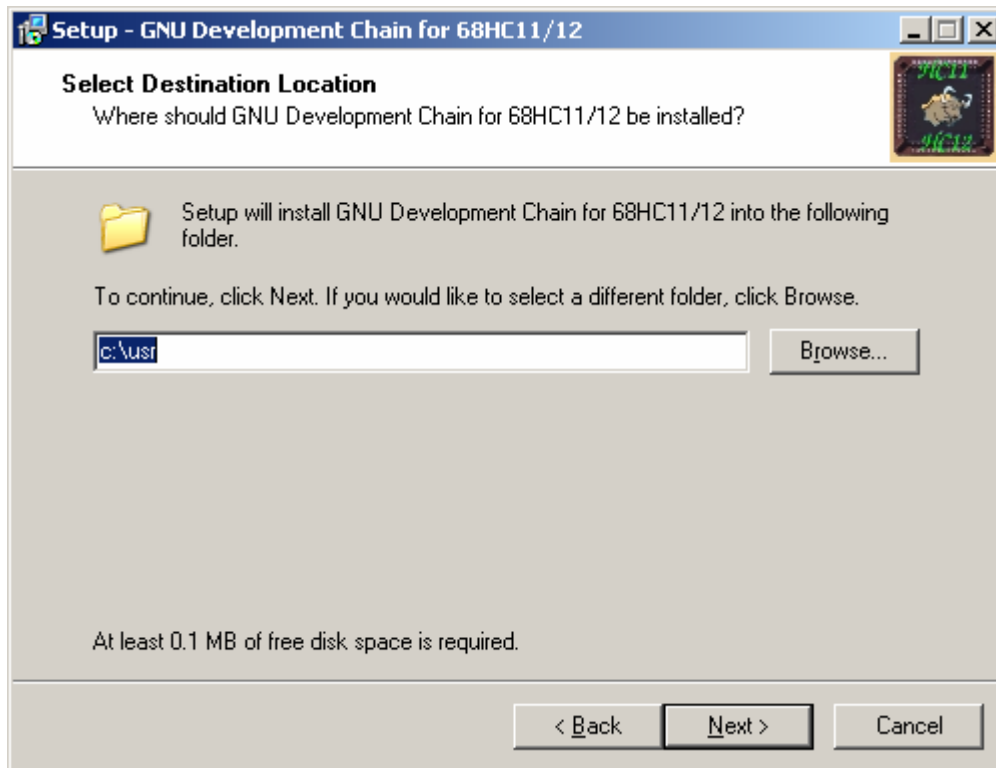 Setup - GNU Development Chain for 68HC11/12
Select Destination Location
Where should GNU Development Chain for 68HC11/12 be installed?
HC11
HC12
Setup will install GNU Development Chain for 68HC11/12 into the following
folder.
To continue, click Next. If you would like to select a different folder, click Browse.
c:\usr
Browse...
At least 0.1 MB of free disk space is required.
< Back
Next >
Cancel